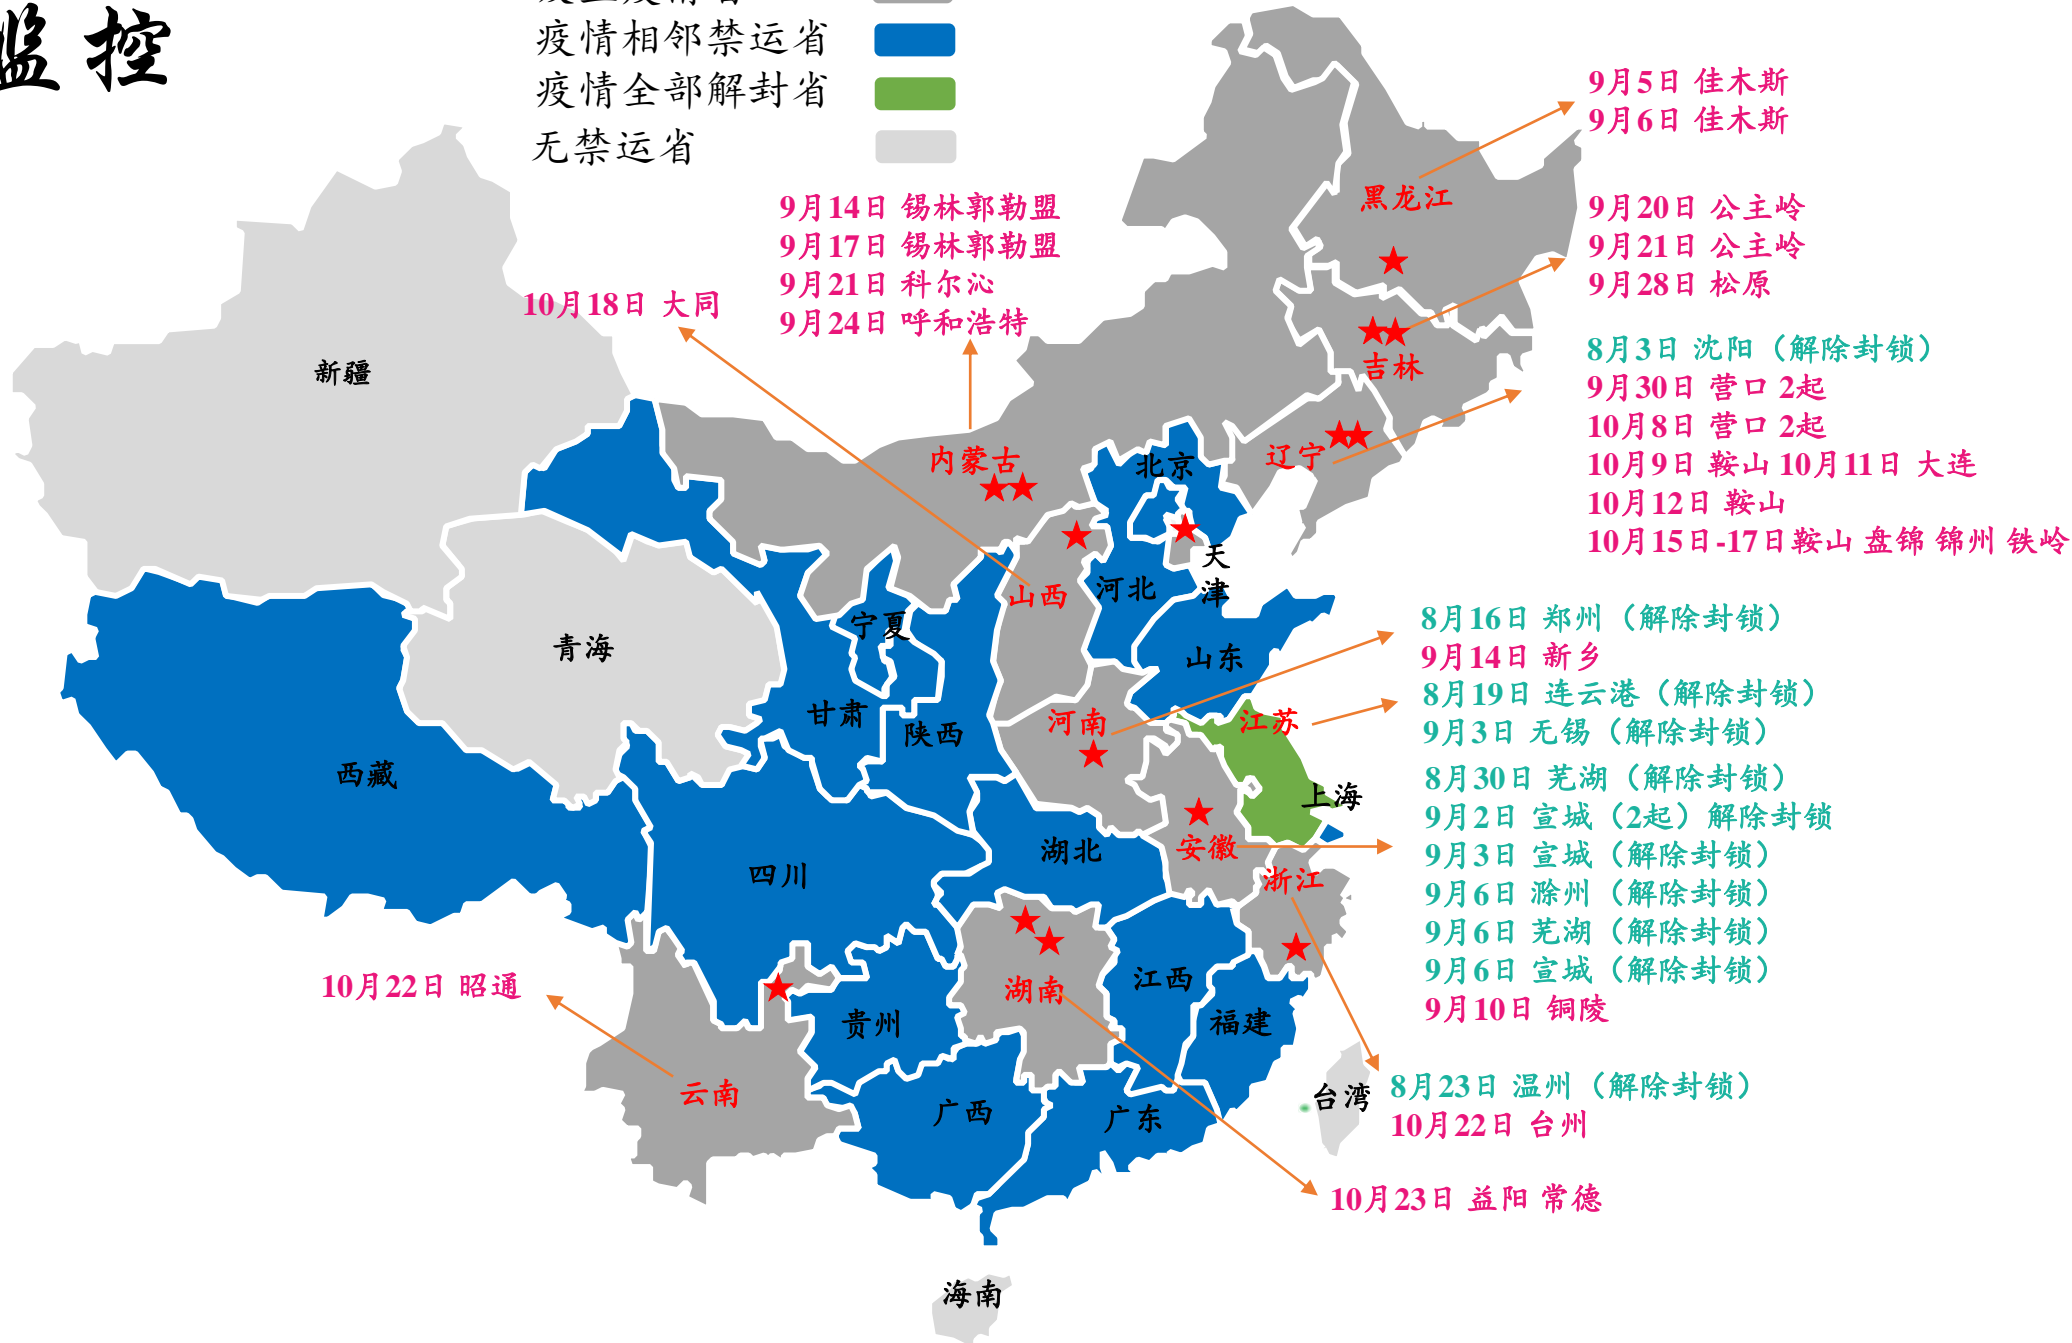 监控
疫情相邻禁运省
疫情全部解封省
无禁运省
9月5日 佳木斯
9月6日 佳木斯
黑龙江
9月14日 锡林郭勒盟
9月17日 锡林郭勒盟
9月21日 科尔沁
9月24日 呼和浩特
9月20日 公主岭
9月21日 公主岭
9月28日 松原
10月18日 大同
吉林
新疆
8月3日 沈阳（解除封锁）
9月30日 营口 2起
10月8日 营口 2起
10月9日 鞍山 10月11日 大连
10月12日 鞍山
10月15日-17日鞍山 盘锦 锦州 铁岭
内蒙古
北京
辽宁
天津
山西
河北
宁夏
青海
山东
8月16日 郑州（解除封锁）
9月14日 新乡
甘肃
陕西
河南
江苏
8月19日 连云港（解除封锁）
9月3日 无锡（解除封锁）
西藏
上海
8月30日 芜湖（解除封锁）
9月2日 宣城（2起）解除封锁
9月3日 宣城（解除封锁）
9月6日 滁州（解除封锁）
9月6日 芜湖（解除封锁）
9月6日 宣城（解除封锁）
9月10日 铜陵
四川
湖北
安徽
浙江
10月22日 昭通
湖南
江西
贵州
福建
云南
广西
广东
台湾
8月23日 温州（解除封锁）
10月22日 台州
10月23日 益阳 常德
海南